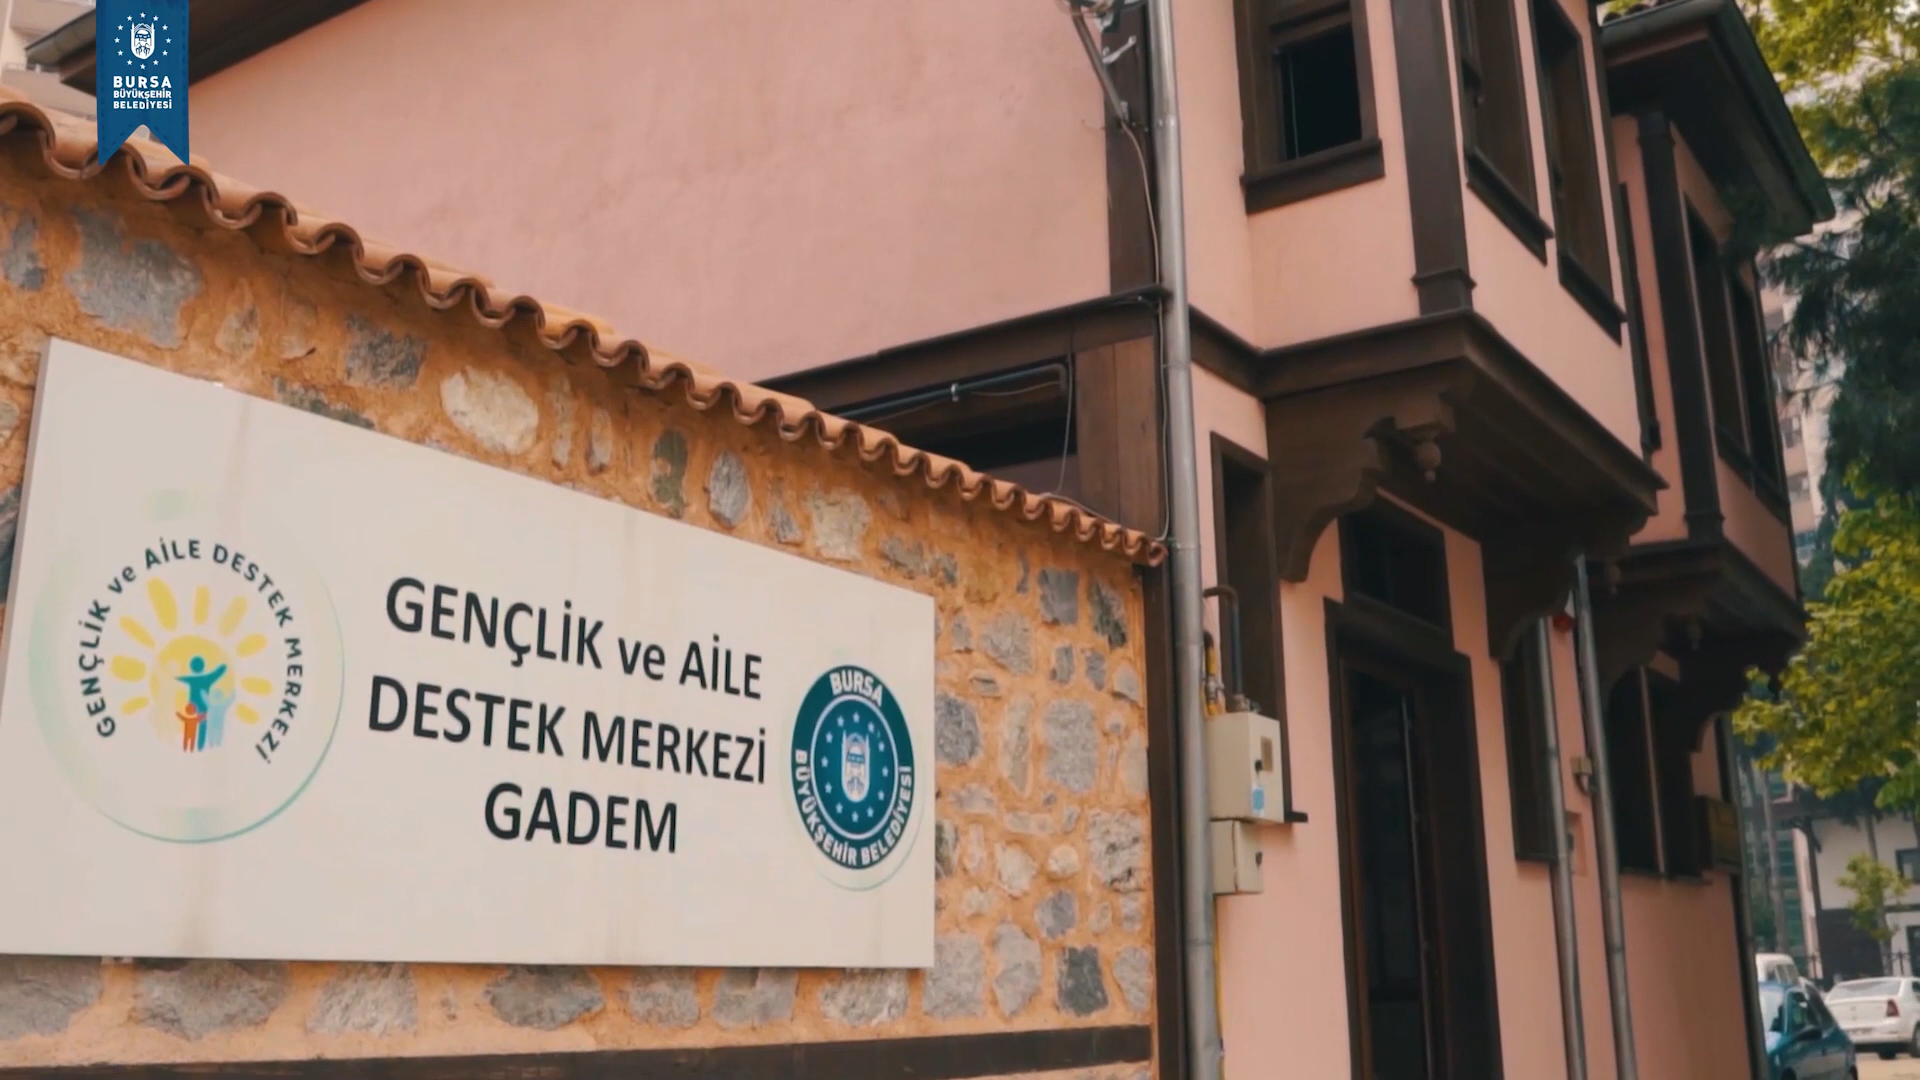 BURSA
BÜYÜKŞEHİR
BELEDİYESİ
GENÇLİK ve AİLE DESTEK MERKEZİ
GENÇLİK ve AİLE
DESTEK MERKEZİ
GADEM
BURSA
BÜYÜKŞEHİR BELEDİYESİ